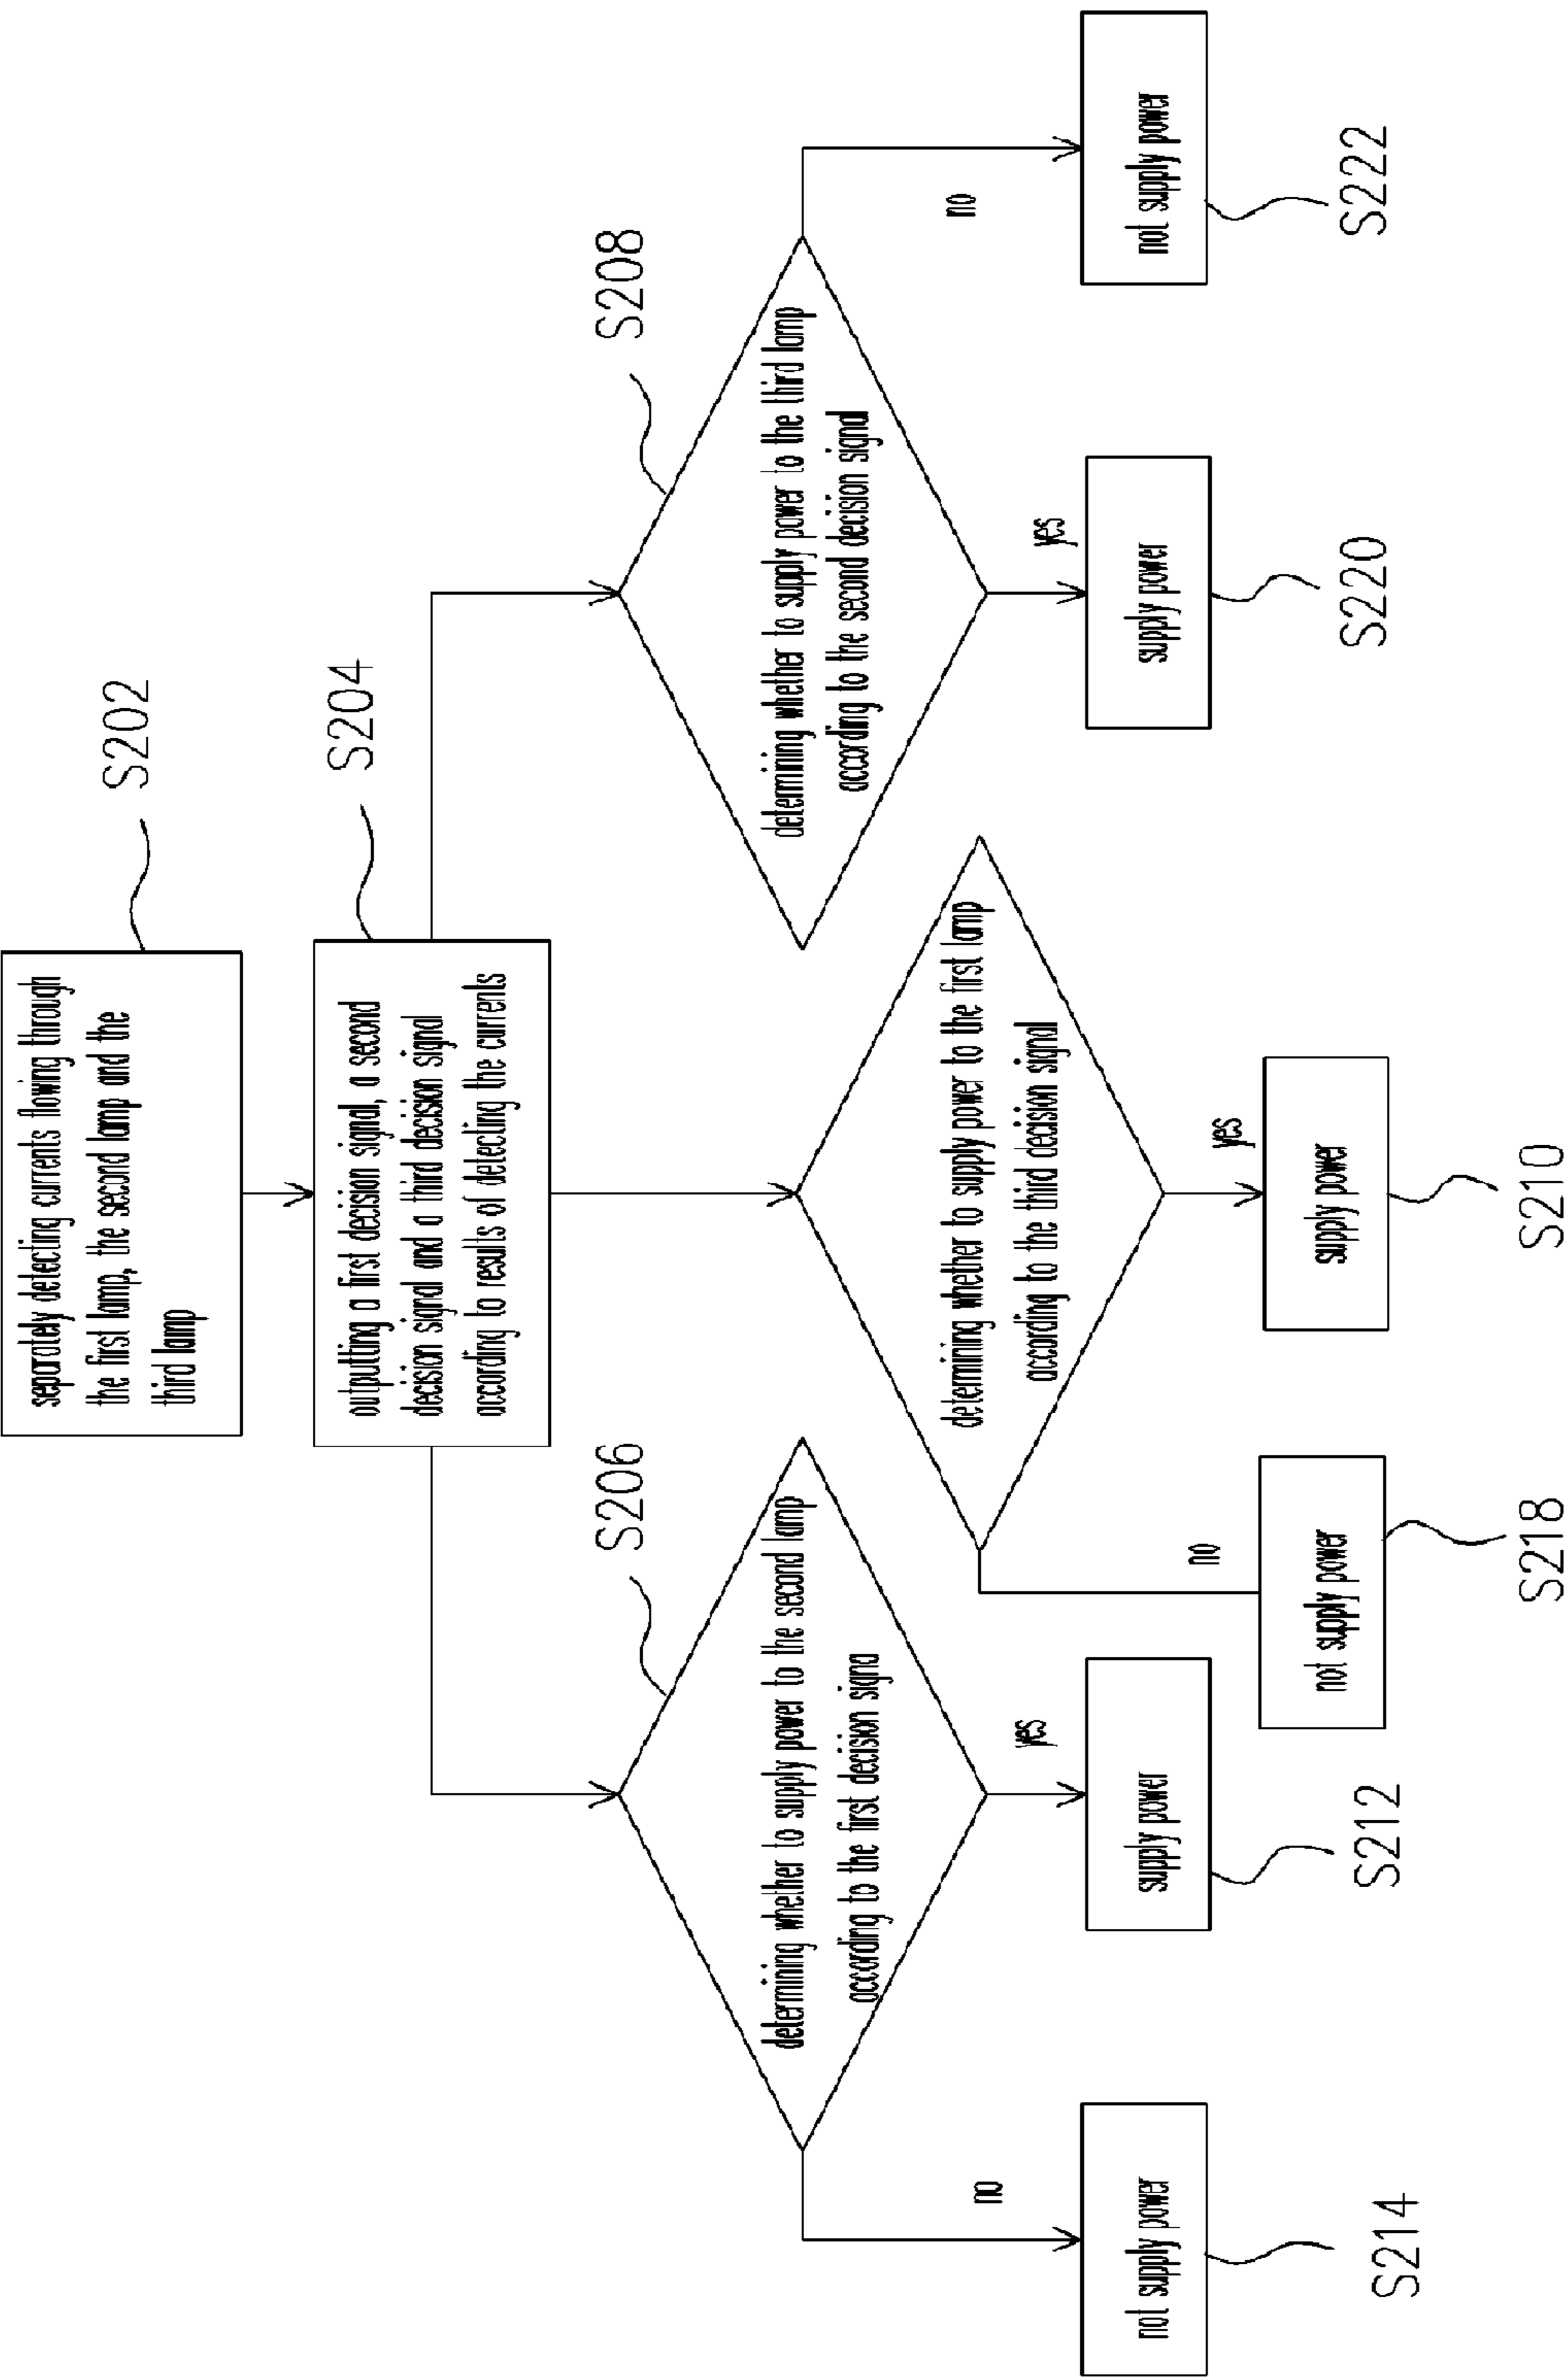 separately detecting currents flowing through
the first lamp, the second lamp and the
third lamp
S202
outputting a first decision signal, a second
decision signal and a third decision signal
according to results of detecting the currents
S204
determining whether to supply power to the second lamp
according to the first decision signa
S206
determining whether to supply power to the third lamp
according to the second decision signal
S208
determining whether to supply power to the first lamp
according to the third decision signal
no
not supply power
S214
yes
supply power
S212
no
not supply power
S218
yes
supply power
S210
yes
supply power
S220
no
not supply power
S222